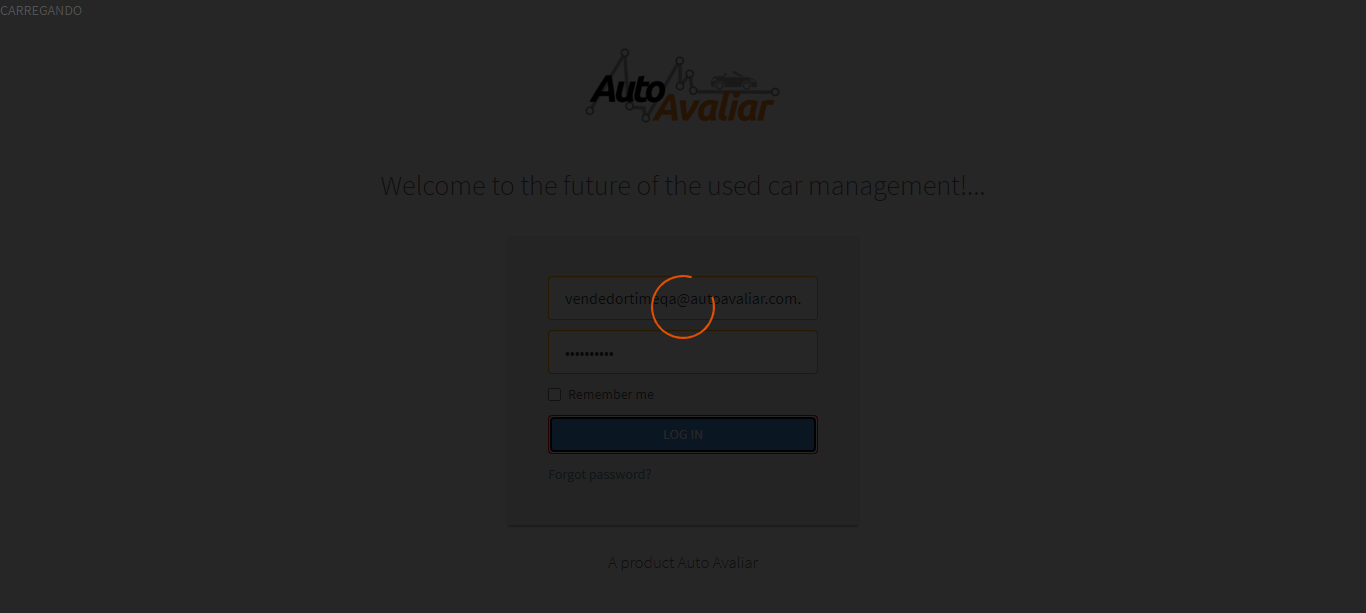 CARREGANDO
Auto
Avaliar
Welcome to the future of the used car management!...
vendedortimeqa@autoavaliar.com.
••••••••••
Remember me
LOG IN
Forgot password?
A product Auto Avaliar